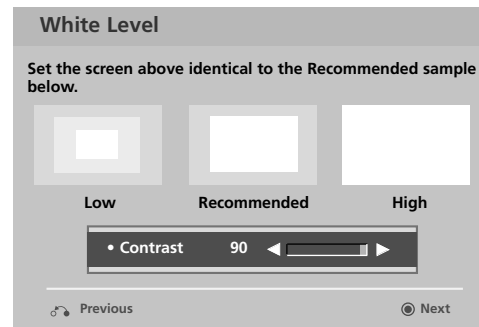 White Level
Set the screen above identical to the Recommended sample
below.
Low Recommended High
• Contrast 90
Previous Next